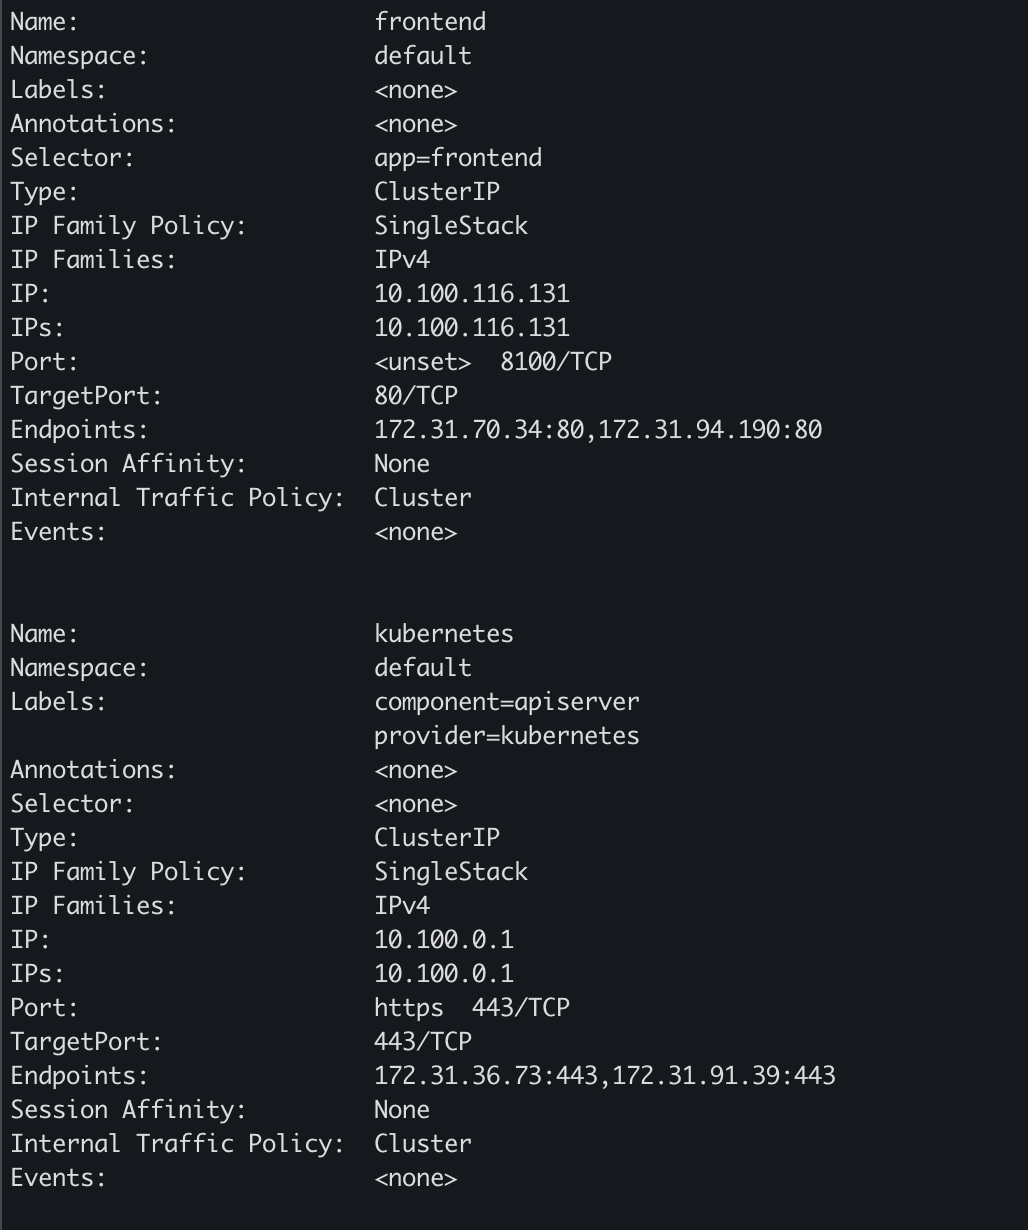 Name:                     frontend
Namespace:                default
Labels:                   <none>
Annotations:              <none>
Selector:                 app=frontend
Type:                     ClusterIP
IP Family Policy:         SingleStack
IP Families:              IPv4
IP:                       10.100.116.131
IPs:                      10.100.116.131
Port:                     <unset>  8100/TCP
TargetPort:               80/TCP
Endpoints:                172.31.70.34:80,172.31.94.190:80
Session Affinity:         None
Internal Traffic Policy:  Cluster
Events:                   <none>
Name:                     kubernetes
Namespace:                default
Labels:                   component=apiserver
                          provider=kubernetes
Annotations:              <none>
Selector:                 <none>
Type:                     ClusterIP
IP Family Policy:         SingleStack
IP Families:              IPv4
IP:                       10.100.0.1
IPs:                      10.100.0.1
Port:                     https  443/TCP
TargetPort:               443/TCP
Endpoints:                172.31.36.73:443,172.31.91.39:443
Session Affinity:         None
Internal Traffic Policy:  Cluster
Events:                   <none>